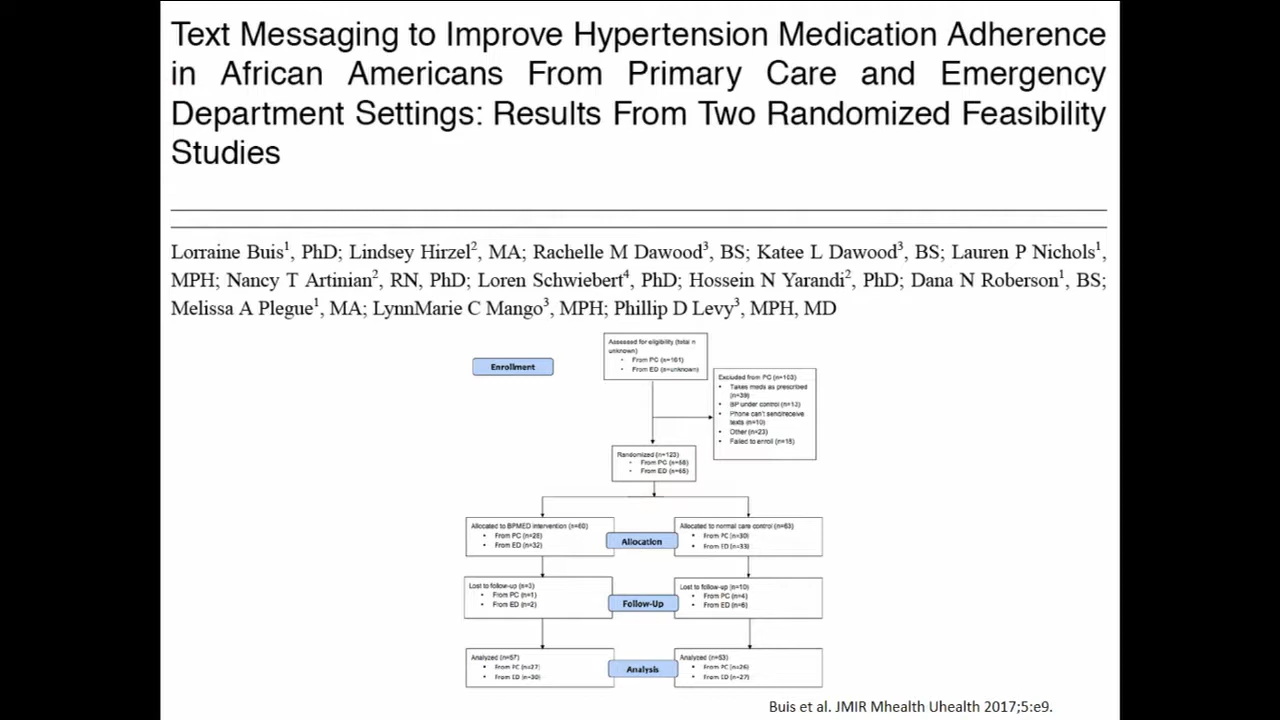 Text Messaging to Improve Hypertension Medication Adherence
in African Americans From Primary Care and Emergency
Department Settings: Results From Two Randomized Feasibility
Studies
Lorraine Buis1, PhD; Lindsey Hirzel2, MA; Rachelle M Dawood3, BS; Katee L Dawood3, BS; Lauren P Nichols1,
MPH; Nancy T Artinian2, RN, PhD; Loren Schwiebert4, PhD; Hossein N Yarandi2, PhD; Dana N Roberson1, BS;
Melissa A Plegue1, MA; LynnMarie C Mango3, MPH; Phillip D Levy3, MPH, MD
Enrollment
Assessed for eligibility (total n
unknown)
• From PC (n=161)
• From ED (n=unknown)
Excluded from PC (n=103)
• Takes meds as prescribed
(n=39)
• BP under control (n=13)
• Phone can't send/receive
texts (n=10)
• Other (n=23)
• Failed to enroll (n=18)
Randomized (n=123)
• From PC (n=58)
• From ED (n=65)
Allocated to BPMED intervention (n=60)
• From PC (n=28)
• From ED (n=32)
Allocation
Allocated to normal care control (n=63)
• From PC (n=30)
• From ED (n=33)
Lost to follow-up (n=3)
• From PC (n=1)
• From ED (n=2)
Follow-Up
Lost to follow-up (n=10)
• From PC (n=4)
• From ED (n=6)
Analyzed (n=57)
• From PC (n=27)
• From ED (n=30)
Analysis
Analyzed (n=53)
• From PC (n=26)
• From ED (n=27)
Buis et al. JMIR Mhealth Uhealth 2017;5:e9.